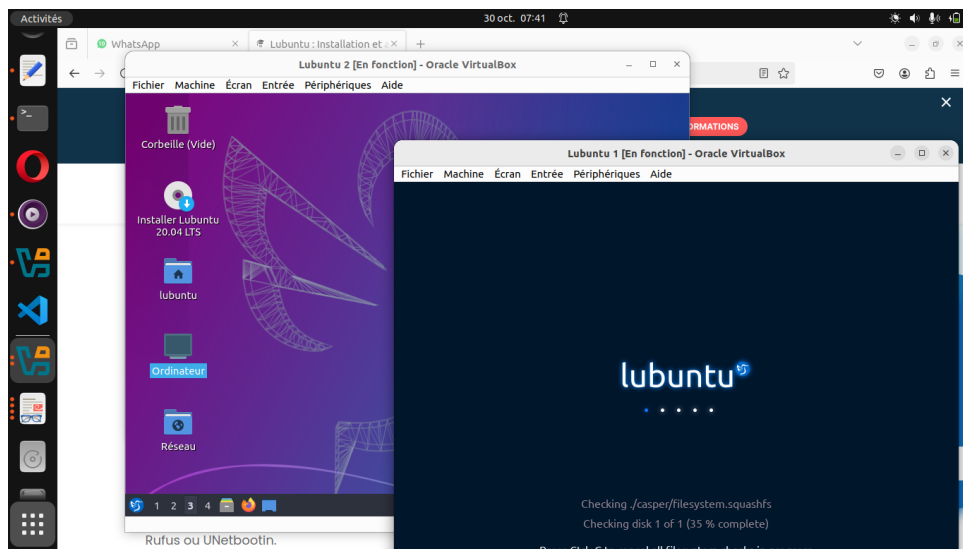 Activités
30 oct. 07:41
WhatsApp
Lubuntu : Installation et
Lubuntu 2 [En fonction] - Oracle VirtualBox
Fichier Machine Écran Entrée Périphériques Aide
Corbeille (Vide)
Installer Lubuntu
20.04 LTS
lubuntu
Ordinateur
Réseau
1 2 3 4
ORMATIONS
Lubuntu 1 [En fonction] - Oracle VirtualBox
Fichier Machine Écran Entrée Périphériques Aide
lubuntu
Checking ./casper/filesystem.squashfs
Checking disk 1 of 1 (35 % complete)
Rufus ou UNetbootin.